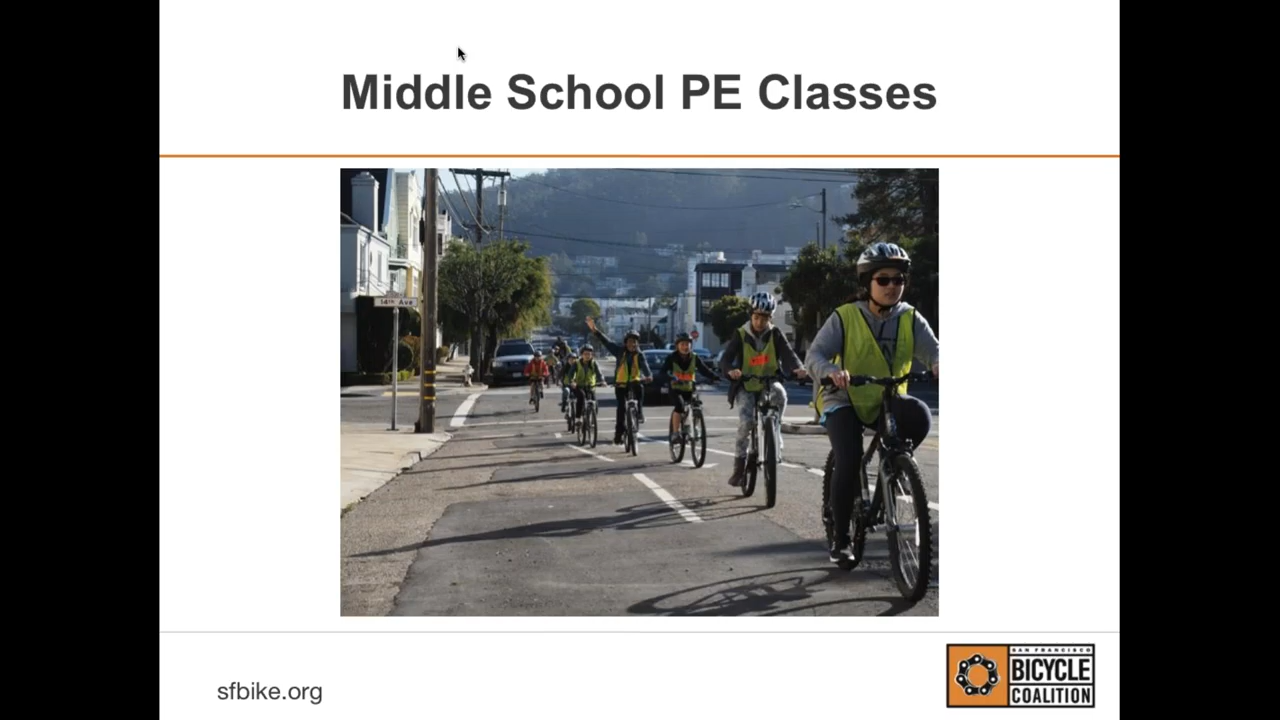 Middle School PE Classes
14th Ave
sfbike.org
SAN FRANCISCO
BICYCLE
COALITION